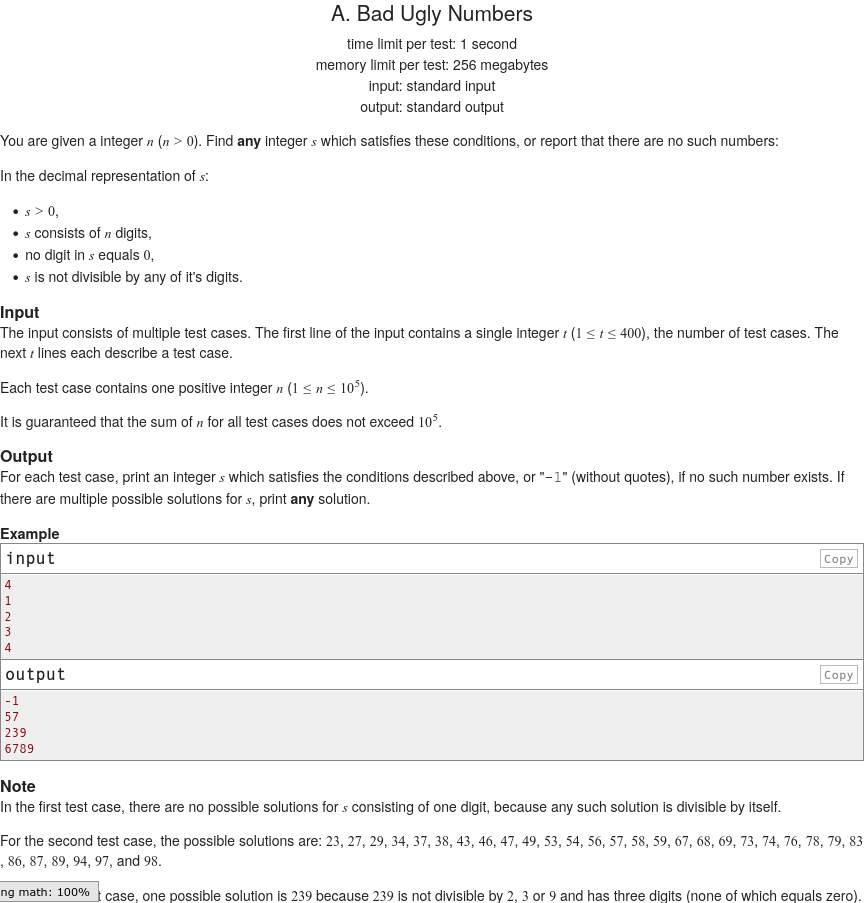 A. Bad Ugly Numbers
time limit per test: 1 second
memory limit per test: 256 megabytes
input: standard input
output: standard output
You are given a integer n (n > 0). Find any integer s which satisfies these conditions, or report that there are no such numbers:
In the decimal representation of s:
• s > 0,
• s consists of n digits,
• no digit in s equals 0,
• s is not divisible by any of it's digits.
Input
The input consists of multiple test cases. The first line of the input contains a single integer t (1 ≤ t ≤ 400), the number of test cases. The
next t lines each describe a test case.
Each test case contains one positive integer n (1 ≤ n ≤ 10^5).
It is guaranteed that the sum of n for all test cases does not exceed 10^5.
Output
For each test case, print an integer s which satisfies the conditions described above, or "-1" (without quotes), if no such number exists. If
there are multiple possible solutions for s, print any solution.
Example
input
Copy
4
1
2
3
4
output
Copy
-1
57
239
6789
Note
In the first test case, there are no possible solutions for s consisting of one digit, because any such solution is divisible by itself.
For the second test case, the possible solutions are: 23, 27, 29, 34, 37, 38, 43, 46, 47, 49, 53, 54, 56, 57, 58, 59, 67, 68, 69, 73, 74, 76, 78, 79, 83
, 86, 87, 89, 94, 97, and 98.
ng math: 100%
case, one possible solution is 239 because 239 is not divisible by 2, 3 or 9 and has three digits (none of which equals zero).